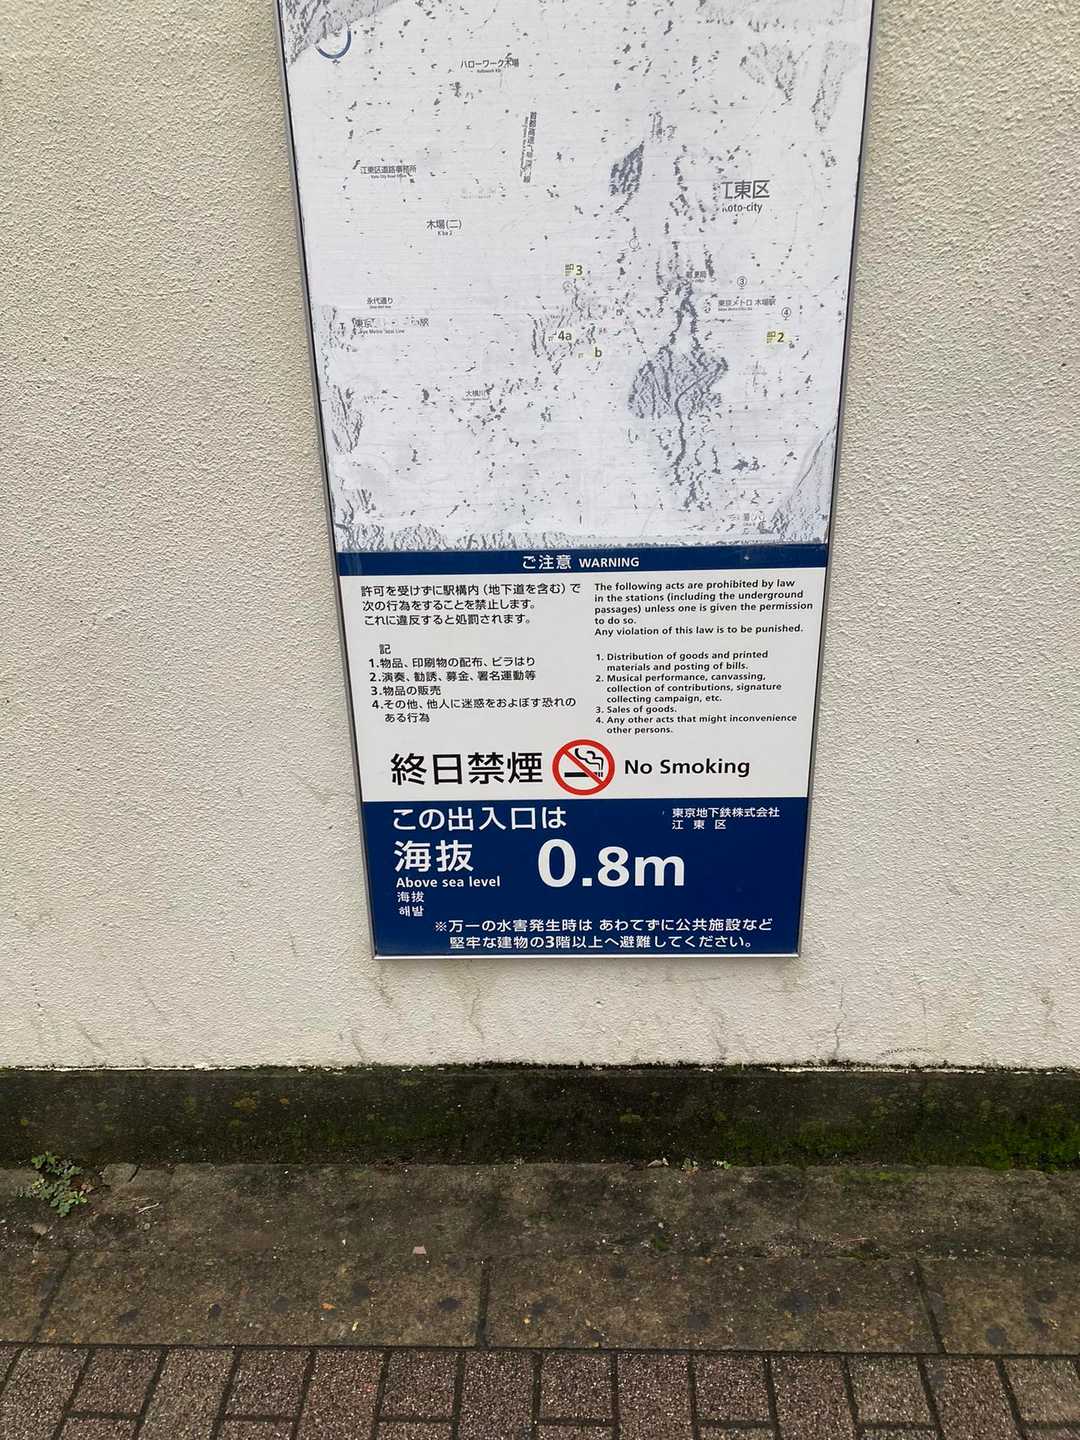 ハローワーク木場
江東区道路事務所
江東区
Koto-city
木場(二)
Kiba 2
3
③
永代通り
東京メトロ 木場駅
④
4a
2
b
大横川
ご注意 WARNING
許可を受けずに駅構内(地下道を含む)で
次の行為をすることを禁止します。
これに違反すると処罰されます。
記
1.物品、印刷物の配布、ビラはり
2.演奏、勧誘、募金、署名運動等
3.物品の販売
4.その他、他人に迷惑をおよぼす恐れの
ある行為
The following acts are prohibited by law
in the stations (including the underground
passages) unless one is given the permission
to do so.
Any violation of this law is to be punished.
1. Distribution of goods and printed
materials and posting of bills.
2. Musical performance, canvassing,
collection of contributions, signature
collecting campaign, etc.
3. Sales of goods.
4. Any other acts that might inconvenience
other persons.
終日禁煙 No Smoking
この出入口は
東京地下鉄株式会社
江東区
海抜 0.8m
Above sea level
海拔
해발
※万一の水害発生時は あわてずに公共施設など
堅牢な建物の3階以上へ避難してください。